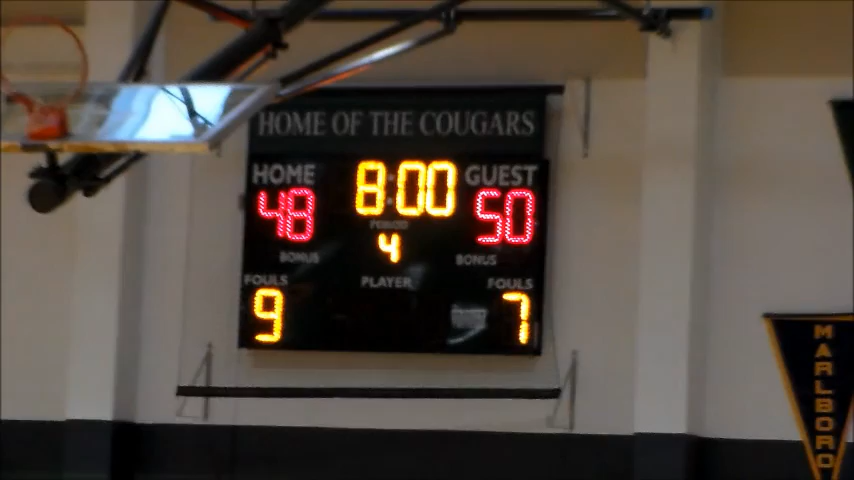 HOME OF THE COUGARS
HOME 8:00 GUEST
48 50
PERIOD
4
BONUS BONUS
FOULS PLAYER FOULS
9 7
MARLBORO